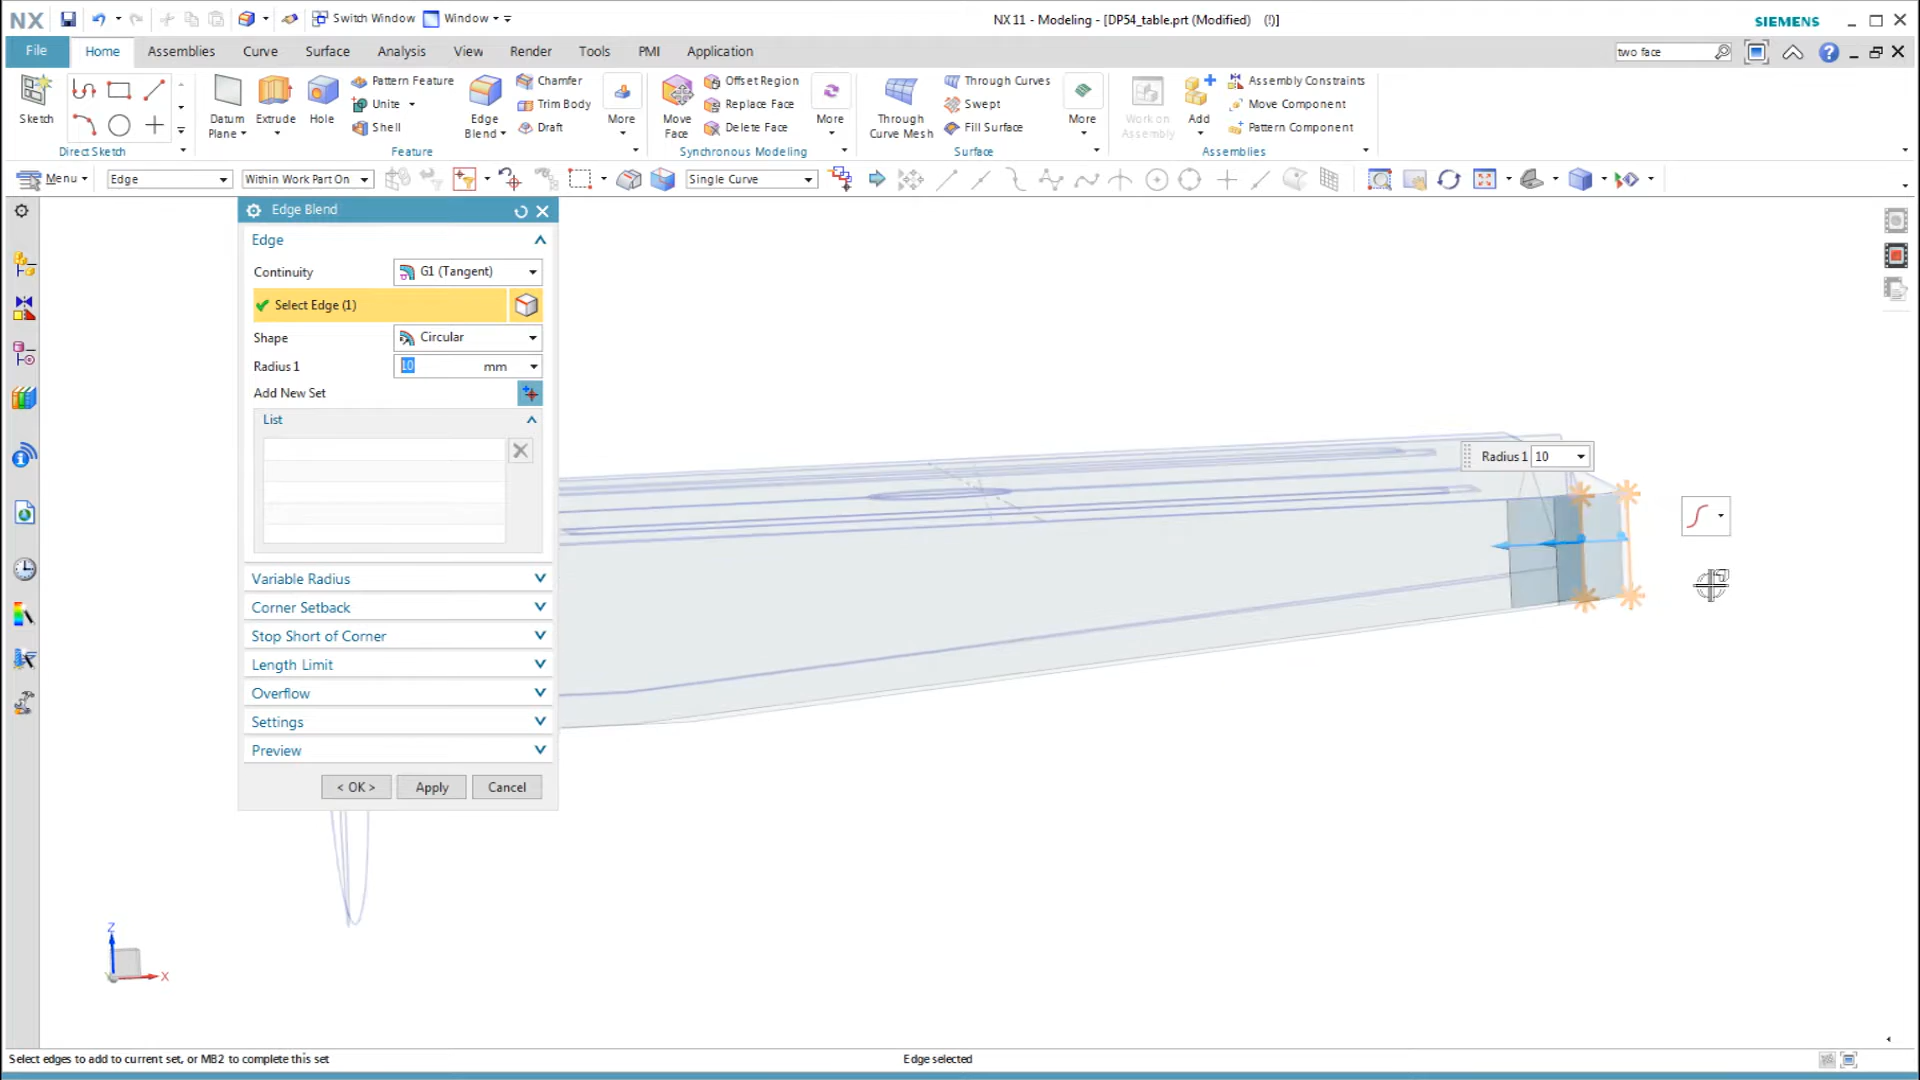 NX Switch Window Window NX 11 - Modeling - [DP54_table.prt (Modified) (!)] SIEMENS
File Home Assemblies Curve Surface Analysis View Render Tools PMI Application two face
Sketch Datum Plane Extrude Hole Pattern Feature Unite Shell Edge Blend Chamfer Trim Body Draft More Move Face Offset Region Replace Face Delete Face More Through Curve Mesh Through Curves Swept Fill Surface More Work on Assembly Add Assembly Constraints Move Component Pattern Component
Direct Sketch Feature Synchronous Modeling Surface Assemblies
Menu Edge Within Work Part On Single Curve
Edge Blend
Edge
Continuity G1 (Tangent)
Select Edge (1)
Shape Circular
Radius 1 10 mm
Add New Set
List
Radius 1 10
Variable Radius
Corner Setback
Stop Short of Corner
Length Limit
Overflow
Settings
Preview
< OK > Apply Cancel
Z
X
Select edges to add to current set, or MB2 to complete this set Edge selected